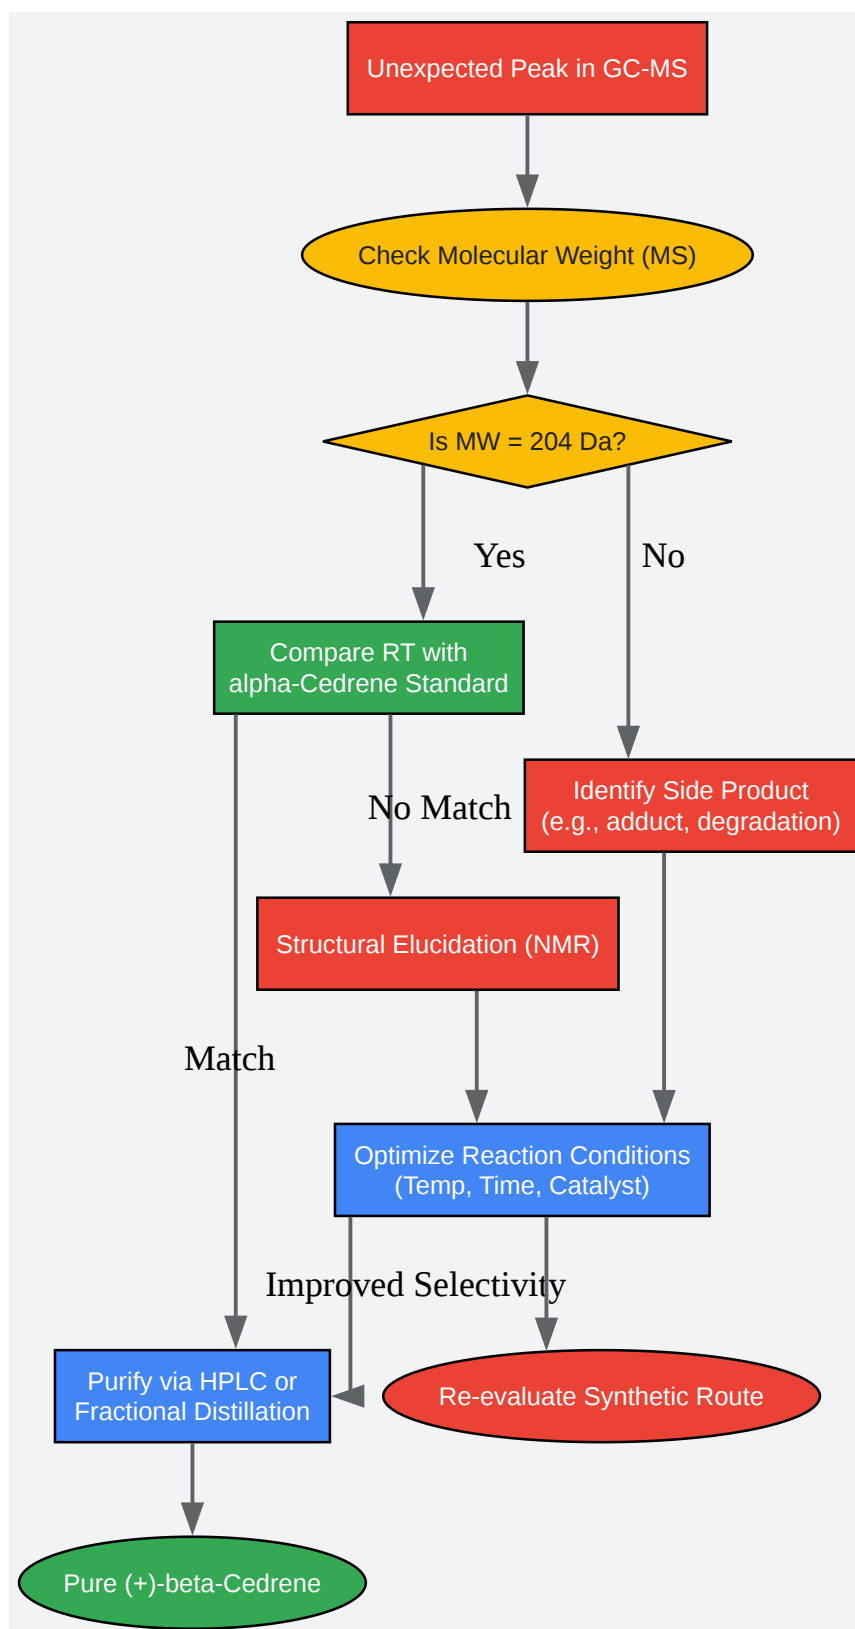 Unexpected Peak in GC-MS
Check Molecular Weight (MS)
Is MW = 204 Da?
Yes
No
Compare RT with
alpha-Cedrene Standard
Identify Side Product
(e.g., adduct, degradation)
No Match
Structural Elucidation (NMR)
Match
Optimize Reaction Conditions
(Temp, Time, Catalyst)
Improved Selectivity
Purify via HPLC or
Fractional Distillation
Re-evaluate Synthetic Route
Pure (+)-beta-Cedrene